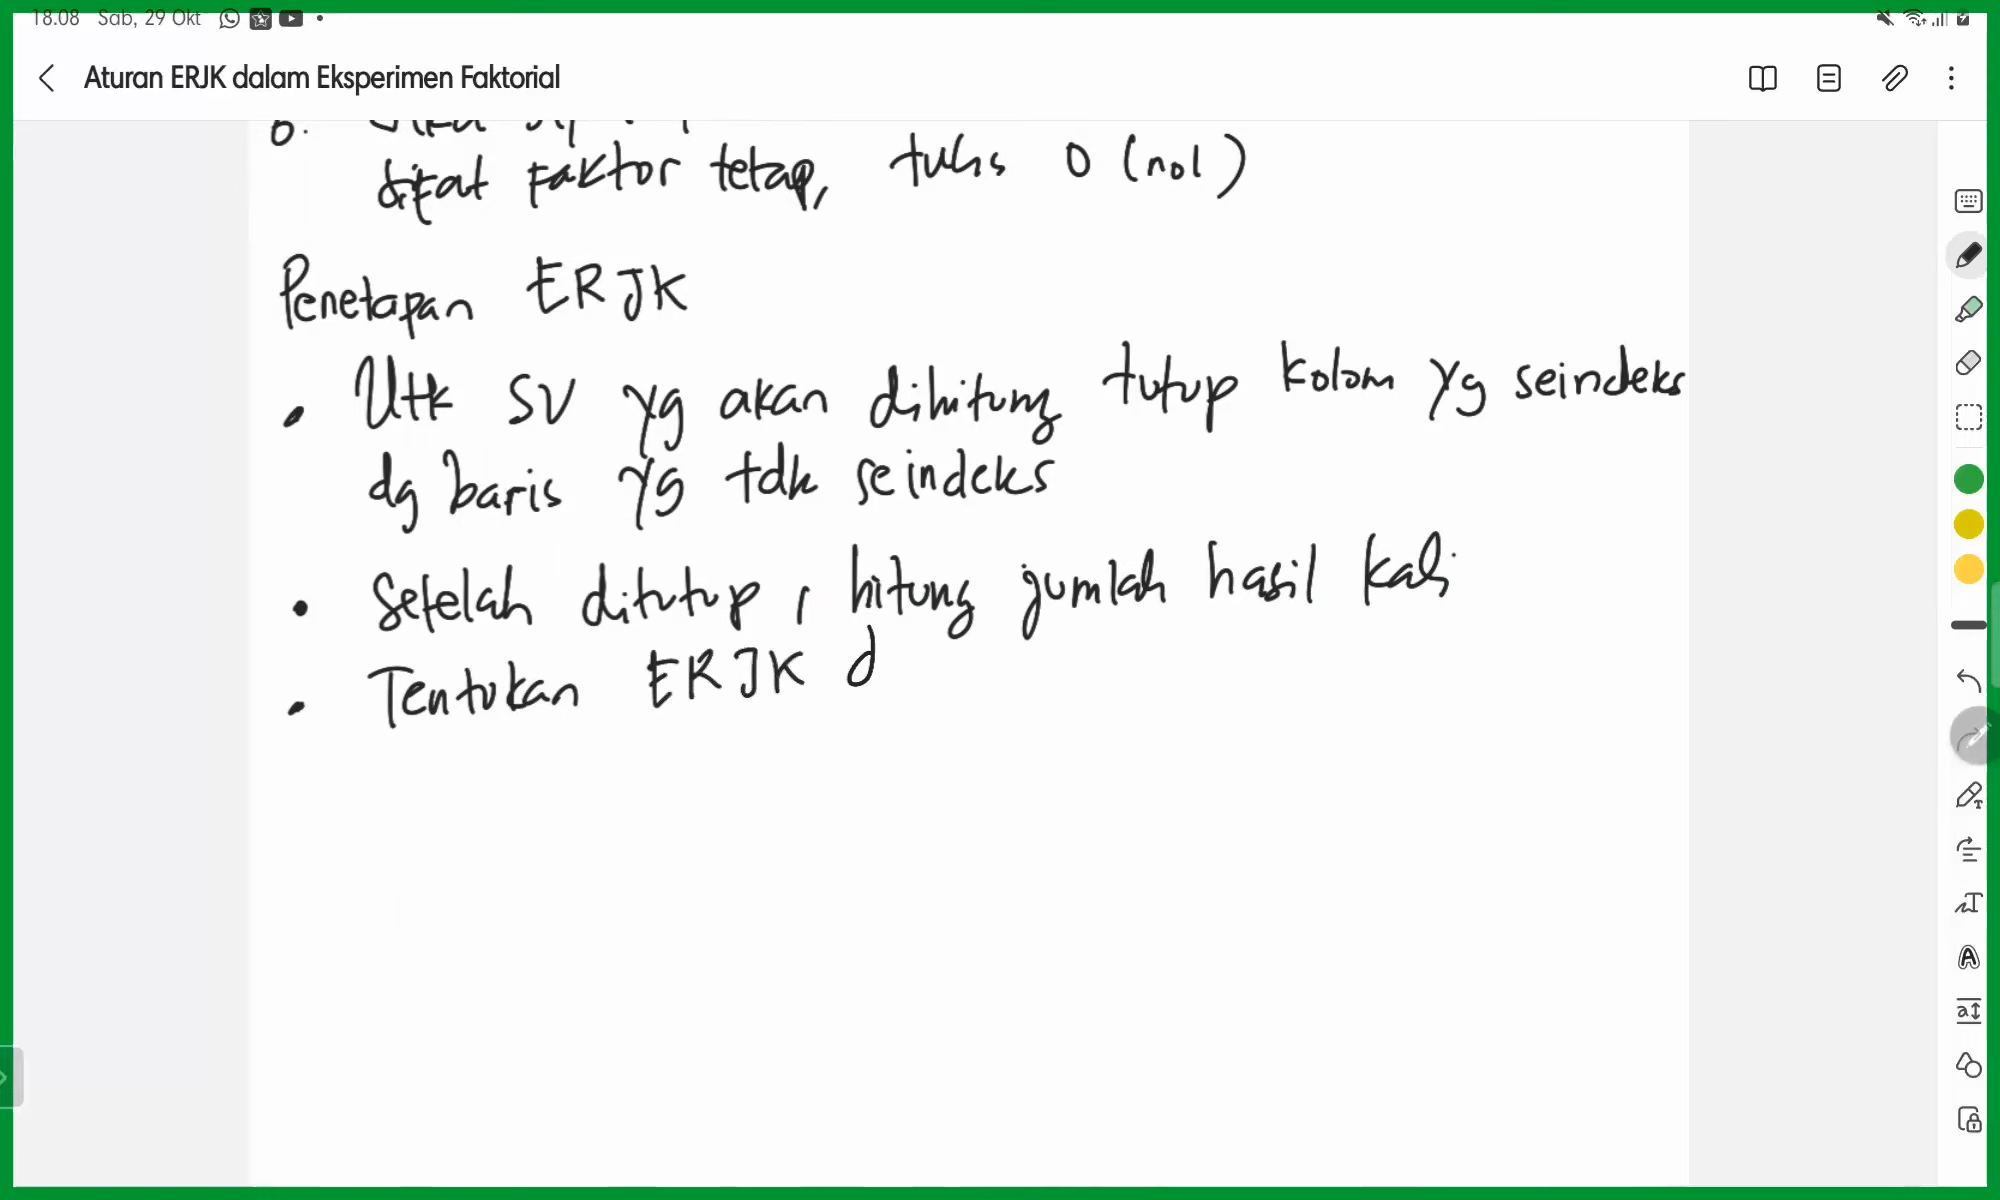 18.08 Sab, 29 Okt
Aturan ERJK dalam Eksperimen Faktorial
6.
sifat Faktor tetap, tulis 0 (nol)
Penetapan ERJK
• Utk SV yg akan dihitung tutup kolom yg seindeks
dg baris yg tdk seindeks
• Setelah ditutup, hitung jumlah hasil kali
• Tentukan ERJK d